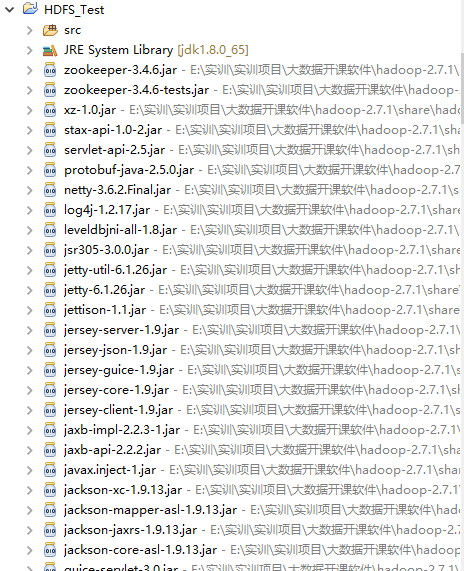 HDFS_Test
src
JRE System Library [jdk1.8.0_65]
zookeeper-3.4.6.jar - E:\实训\实训项目\大数据开课软件\hadoop-2.7.1\share\had
zookeeper-3.4.6-tests.jar - E:\实训\实训项目\大数据开课软件\hadoop-2.7.1\
xz-1.0.jar - E:\实训\实训项目\大数据开课软件\hadoop-2.7.1\share\hadoop
stax-api-1.0-2.jar - E:\实训\实训项目\大数据开课软件\hadoop-2.7.1\share
servlet-api-2.5.jar - E:\实训\实训项目\大数据开课软件\hadoop-2.7.1\share
protobuf-java-2.5.0.jar - E:\实训\实训项目\大数据开课软件\hadoop-2.7.1\
netty-3.6.2.Final.jar - E:\实训\实训项目\大数据开课软件\hadoop-2.7.1\s
log4j-1.2.17.jar - E:\实训\实训项目\大数据开课软件\hadoop-2.7.1\share
leveldbjni-all-1.8.jar - E:\实训\实训项目\大数据开课软件\hadoop-2.7.1\s
jsr305-3.0.0.jar - E:\实训\实训项目\大数据开课软件\hadoop-2.7.1\share
jetty-util-6.1.26.jar - E:\实训\实训项目\大数据开课软件\hadoop-2.7.1\sh
jetty-6.1.26.jar - E:\实训\实训项目\大数据开课软件\hadoop-2.7.1\share\
jettison-1.1.jar - E:\实训\实训项目\大数据开课软件\hadoop-2.7.1\share\
jersey-server-1.9.jar - E:\实训\实训项目\大数据开课软件\hadoop-2.7.1\s
jersey-json-1.9.jar - E:\实训\实训项目\大数据开课软件\hadoop-2.7.1\sha
jersey-guice-1.9.jar - E:\实训\实训项目\大数据开课软件\hadoop-2.7.1\sh
jersey-core-1.9.jar - E:\实训\实训项目\大数据开课软件\hadoop-2.7.1\sha
jersey-client-1.9.jar - E:\实训\实训项目\大数据开课软件\hadoop-2.7.1\sh
jaxb-impl-2.2.3-1.jar - E:\实训\实训项目\大数据开课软件\hadoop-2.7.1\s
jaxb-api-2.2.2.jar - E:\实训\实训项目\大数据开课软件\hadoop-2.7.1\shar
javax.inject-1.jar - E:\实训\实训项目\大数据开课软件\hadoop-2.7.1\share
jackson-xc-1.9.13.jar - E:\实训\实训项目\大数据开课软件\hadoop-2.7.1\s
jackson-mapper-asl-1.9.13.jar - E:\实训\实训项目\大数据开课软件\hado
jackson-jaxrs-1.9.13.jar - E:\实训\实训项目\大数据开课软件\hadoop-2.7.
jackson-core-asl-1.9.13.jar - E:\实训\实训项目\大数据开课软件\hadoop
guice-servlet-3.0.jar - E:\实训\实训项目\大数据开课软件\hadoop-2.7.1\sh